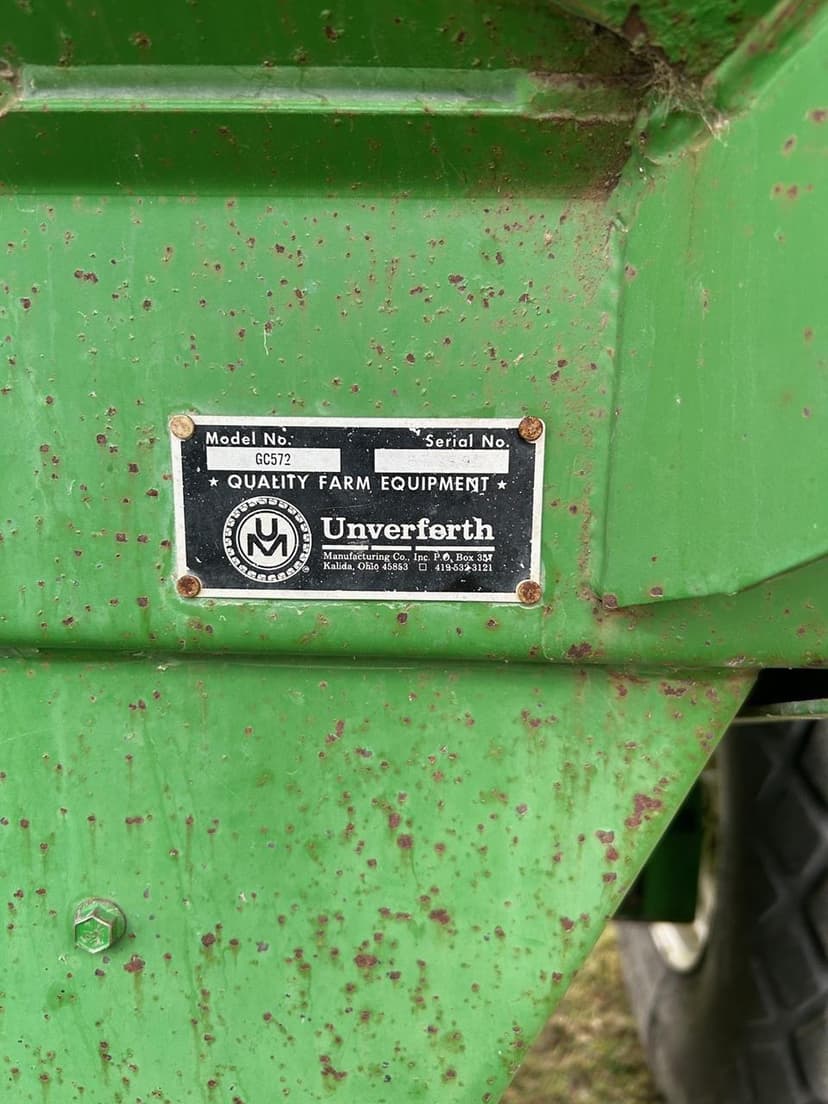 Model No. Serial No.
GC572
★ QUALITY FARM EQUIPMENT ★
UM
Unverferth
Manufacturing Co., Inc. P.O. Box 357
Kalida, Ohio 45853 □ 419-532-3121